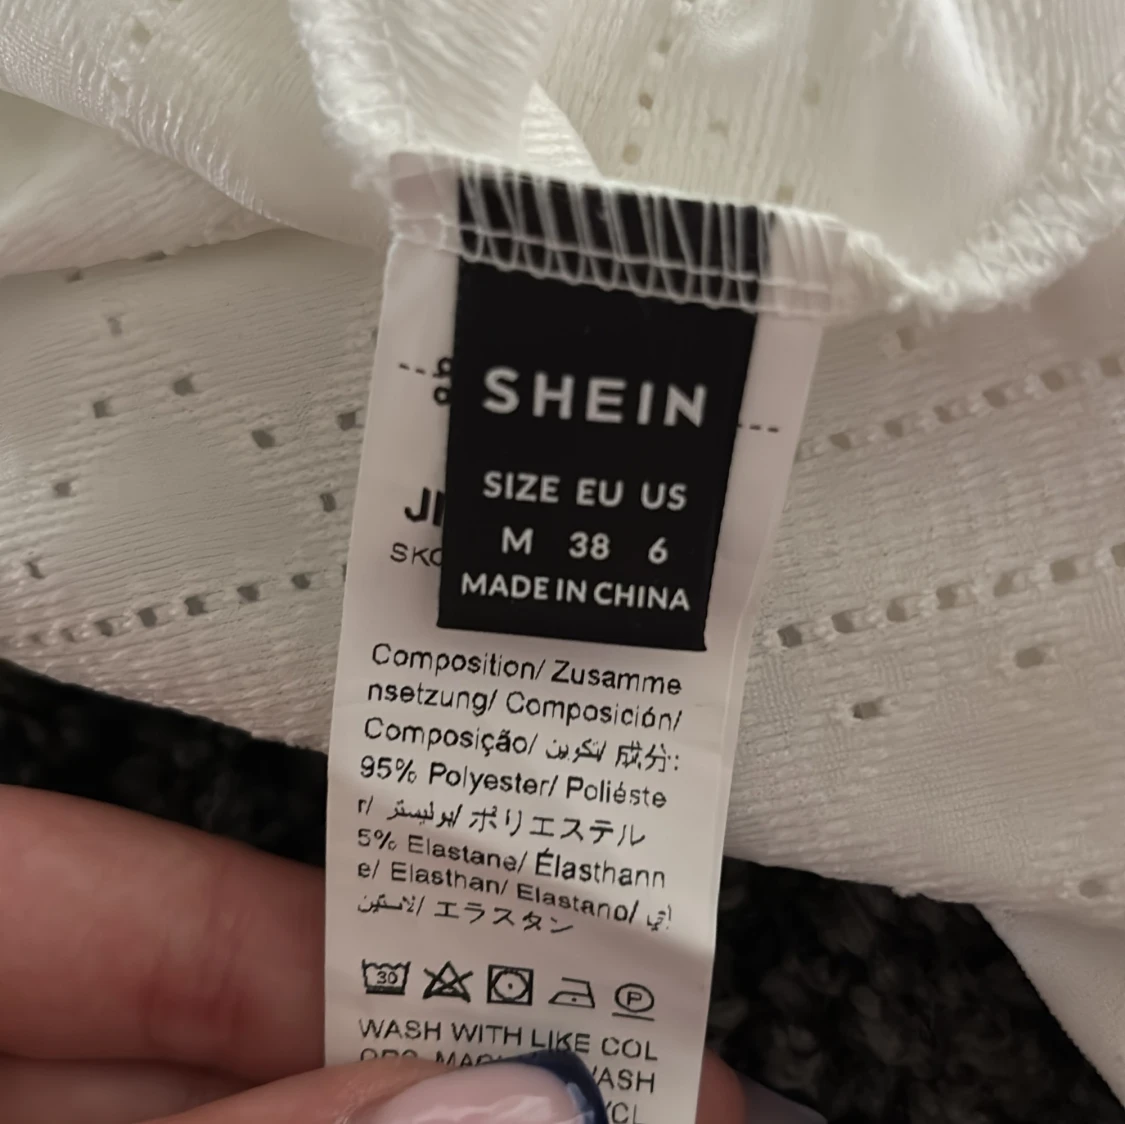 SHEIN
SIZE EU US
M 38 6
MADE IN CHINA
Composition/ Zusamme
nsetzung/ Composición/
Composição/ تكوين/ 成分:
95% Polyester/ Poliéste
r/ بوليستر/ ポリエステル
5% Elastane/ Élasthann
e/ Elasthan/ Elastano/
エラスタン
30
P
WASH WITH LIKE COL